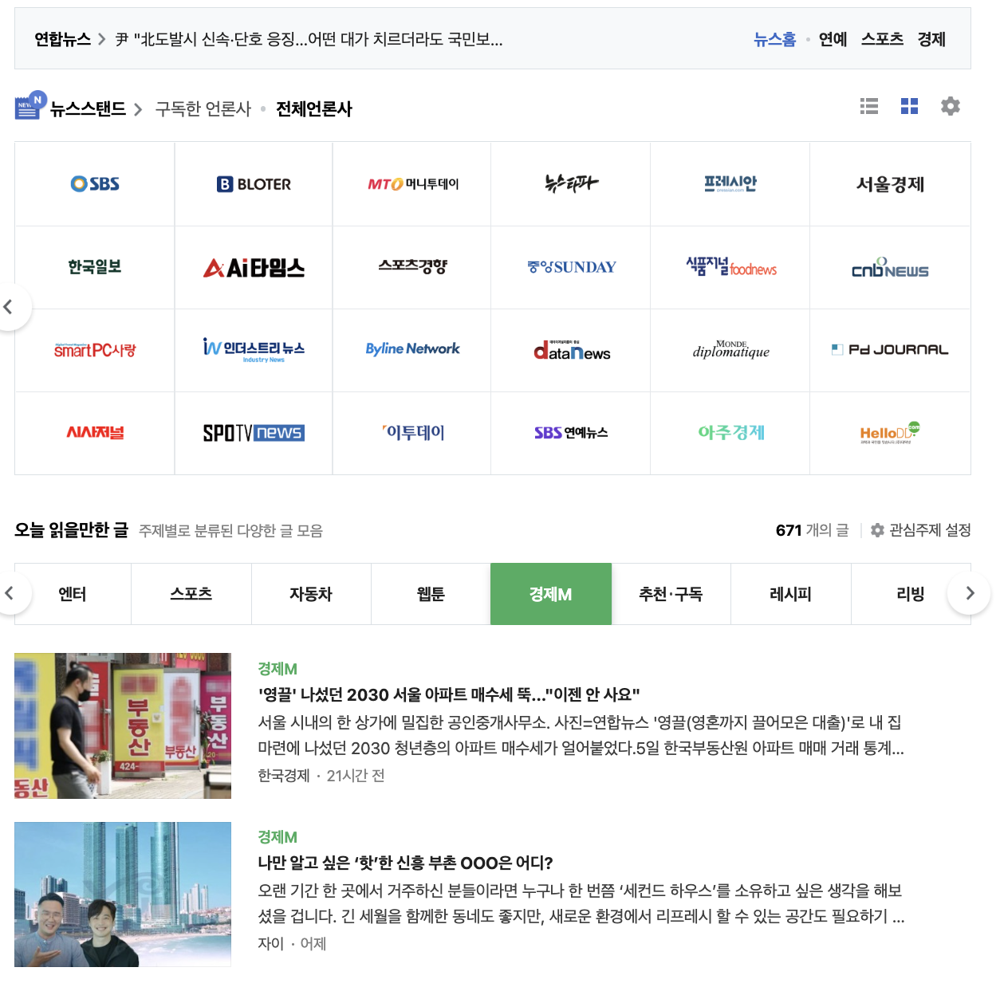 연합뉴스 > 尹 "北도발시 신속·단호 응징...어떤 대가 치르더라도 국민보...
뉴스홈 · 연예 스포츠 경제
NEW N 뉴스스탠드 > 구독한 언론사 · 전체언론사
SBS
B BLOTER
MTO 머니투데이
뉴스타파
프레시안 pressian.com
서울경제
한국일보
Ai타임스
스포츠경향
중앙SUNDAY
식품저널 foodnews
cnbNEWS
smartPC사랑
iN 인더스트리 뉴스
Industry News
Byline Network
dataNews
MONDE
diplomatique
Pd JOURNAL
시사저널
SPOTV news
이투데이
SBS 연예뉴스
아주경제
HelloDD.com
오늘 읽을만한 글 주제별로 분류된 다양한 글 모음
671 개의 글 관심주제 설정
엔터 스포츠 자동차 웹툰 경제M 추천·구독 레시피 리빙
부동산
부동산
부동산
424-
동산
경제M
'영끌' 나섰던 2030 서울 아파트 매수세 뚝..."이젠 안 사요"
서울 시내의 한 상가에 밀집한 공인중개사무소. 사진=연합뉴스 '영끌(영혼까지 끌어모은 대출)'로 내 집
마련에 나섰던 2030 청년층의 아파트 매수세가 얼어붙었다.5일 한국부동산원 아파트 매매 거래 통계...
한국경제 · 21시간 전
경제M
나만 알고 싶은 ‘핫’한 신흥 부촌 OOO은 어디?
오랜 기간 한 곳에서 거주하신 분들이라면 누구나 한 번쯤 ‘세컨드 하우스’를 소유하고 싶은 생각을 해보
셨을 겁니다. 긴 세월을 함께한 동네도 좋지만, 새로운 환경에서 리프레시 할 수 있는 공간도 필요하기 ...
자이 · 어제